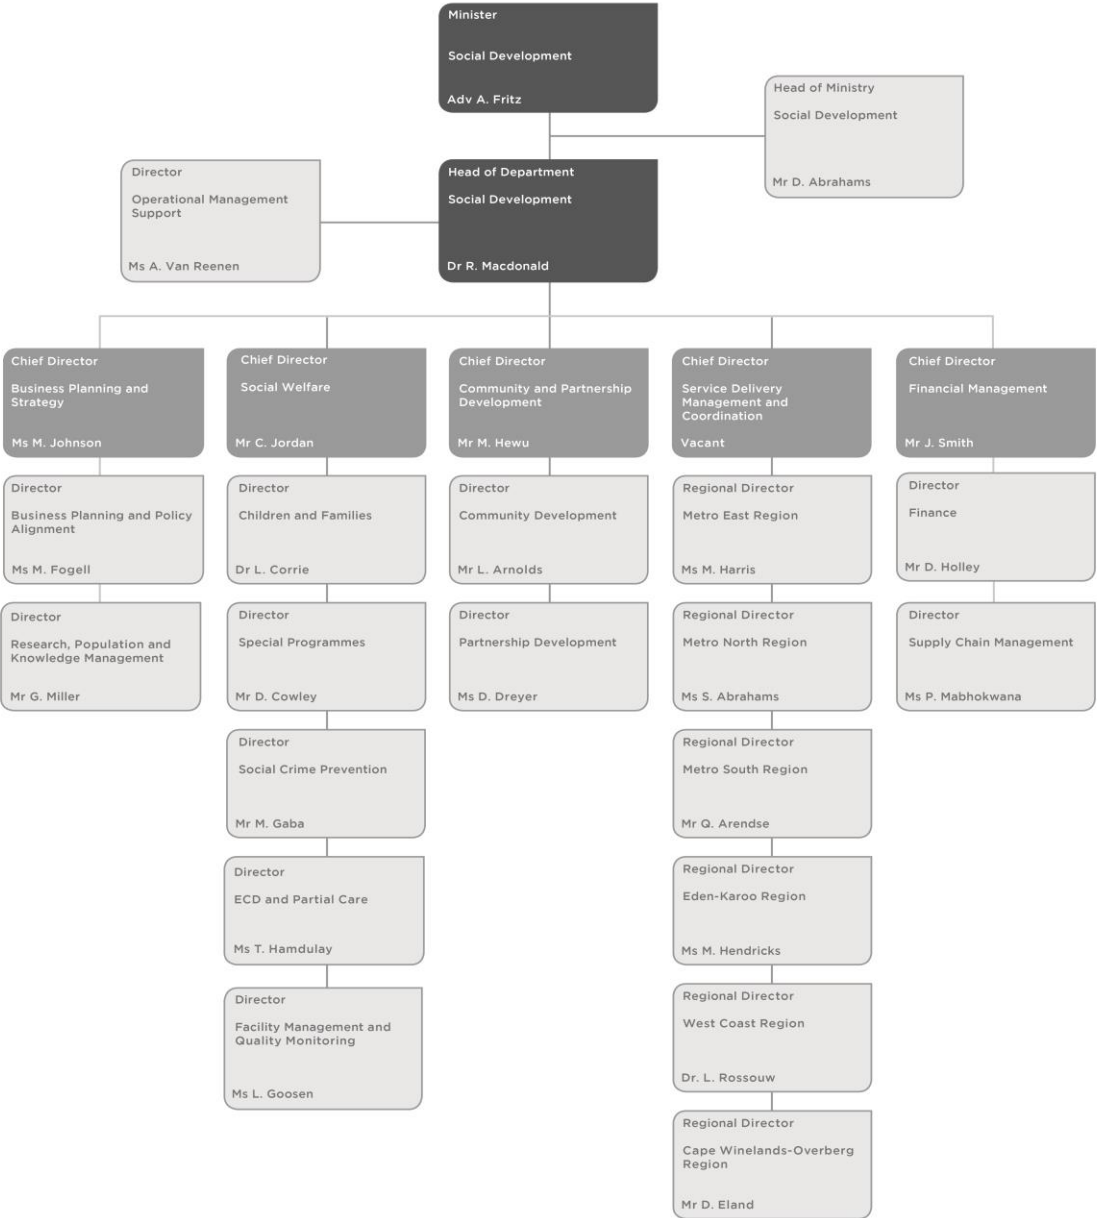 Minister
Social Development
Adv A. Fritz
Head of Ministry
Social Development
Mr D. Abrahams
Director
Operational Management
Support
Ms A. Van Reenen
Head of Department
Social Development
Dr R. Macdonald
Chief Director
Business Planning and
Strategy
Ms M. Johnson
Chief Director
Social Welfare
Mr C. Jordan
Chief Director
Community and Partnership
Development
Mr M. Hewu
Chief Director
Service Delivery
Management and
Coordination
Vacant
Chief Director
Financial Management
Mr J. Smith
Director
Business Planning and Policy
Alignment
Ms M. Fogell
Director
Research, Population and
Knowledge Management
Mr G. Miller
Director
Children and Families
Dr L. Corrie
Director
Special Programmes
Mr D. Cowley
Director
Social Crime Prevention
Mr M. Gaba
Director
ECD and Partial Care
Ms T. Hamdulay
Director
Facility Management and
Quality Monitoring
Ms L. Goosen
Director
Community Development
Mr L. Arnolds
Director
Partnership Development
Ms D. Dreyer
Regional Director
Metro East Region
Ms M. Harris
Regional Director
Metro North Region
Ms S. Abrahams
Regional Director
Metro South Region
Mr Q. Arendse
Regional Director
Eden-Karoo Region
Ms M. Hendricks
Regional Director
West Coast Region
Dr. L. Rossouw
Regional Director
Cape Winelands-Overberg
Region
Mr D. Eland
Director
Finance
Mr D. Holley
Director
Supply Chain Management
Ms P. Mabhokwana